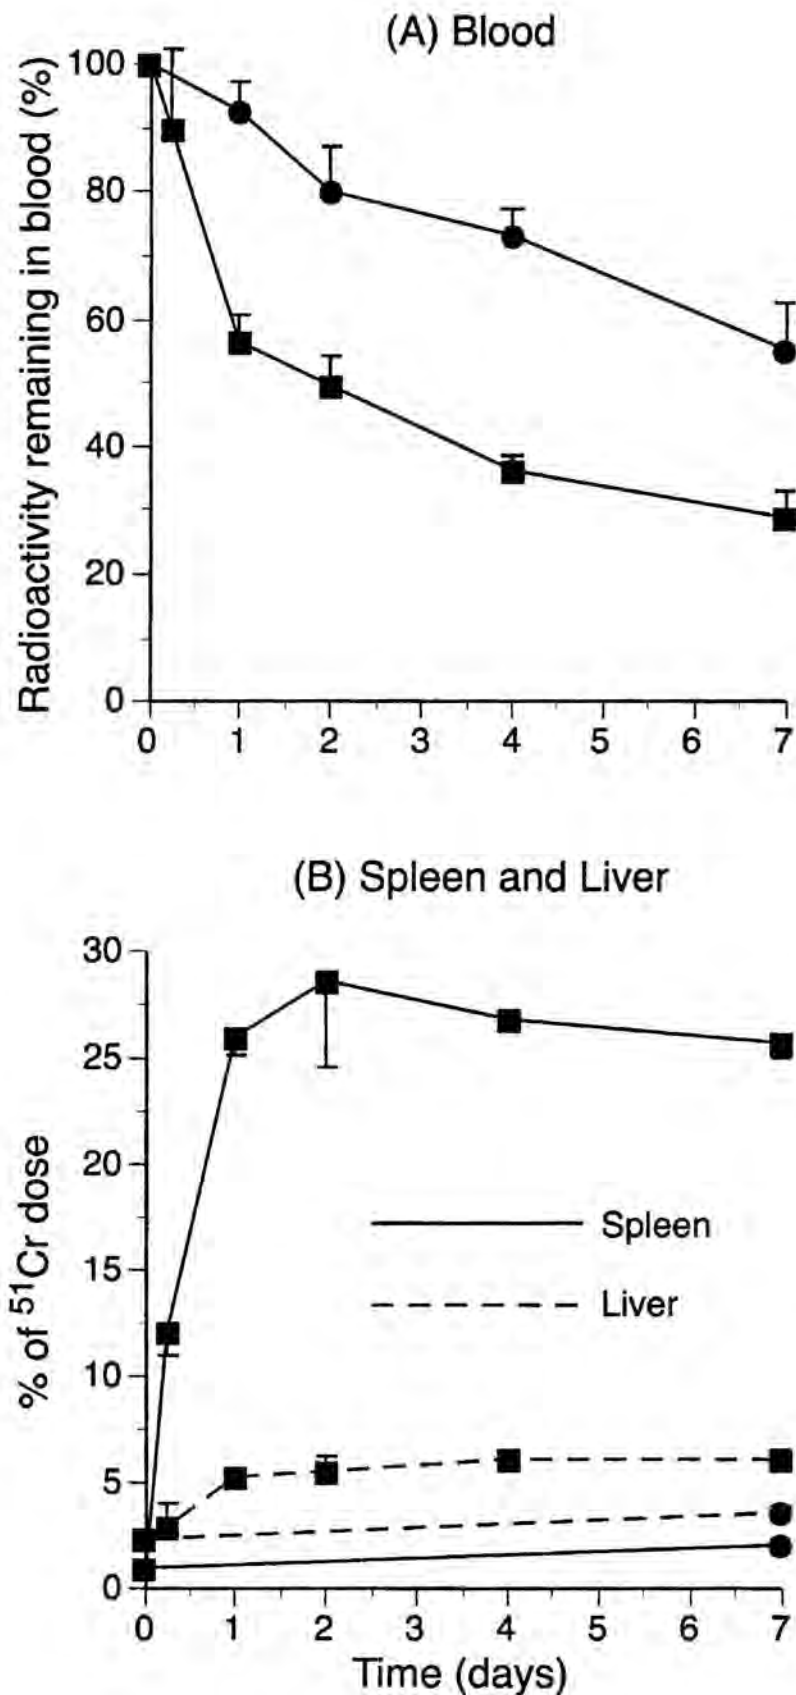 (A) Blood
Radioactivity remaining in blood (%)
100
80
60
40
20
0
0 1 2 3 4 5 6 7
(B) Spleen and Liver
% of ⁵¹Cr dose
30
25
20
15
10
5
0
Spleen
Liver
0 1 2 3 4 5 6 7
Time (days)